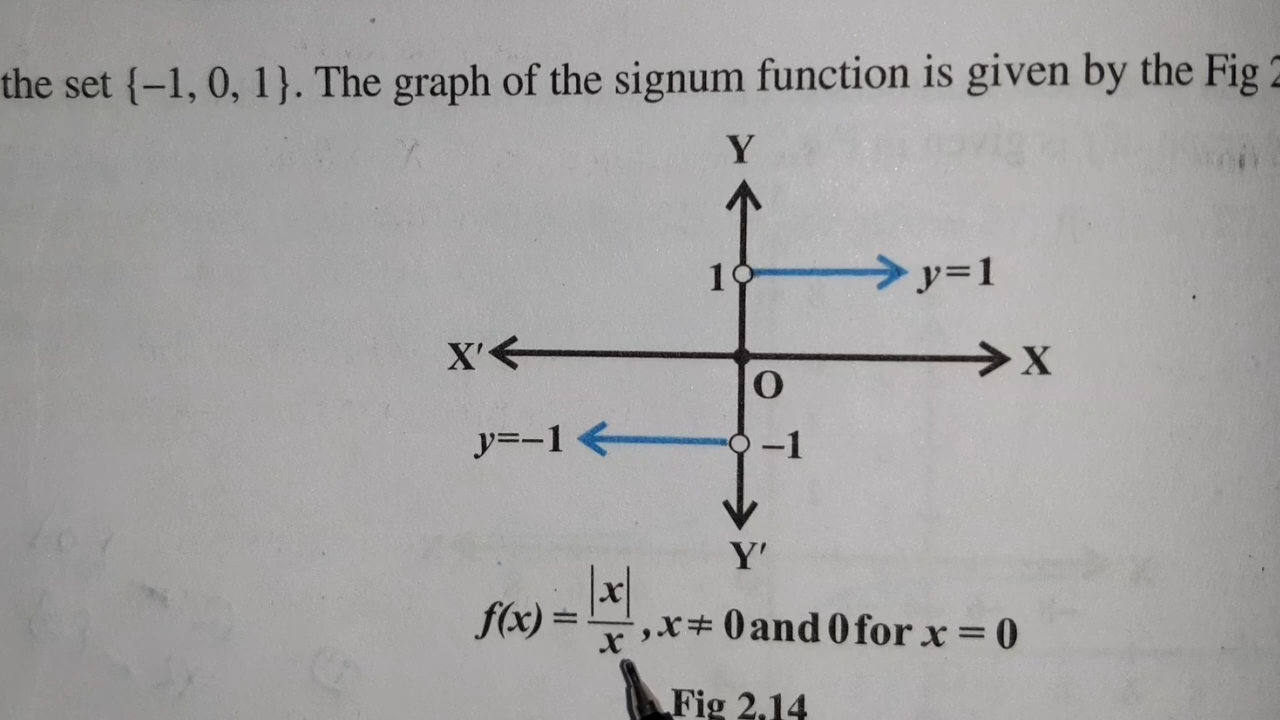 the set {–1, 0, 1}. The graph of the signum function is given by the Fig 2
Y
1 y=1
X' X
O
y=–1 –1
Y'
f(x) = |x|/x , x ≠ 0 and 0 for x = 0
Fig 2.14